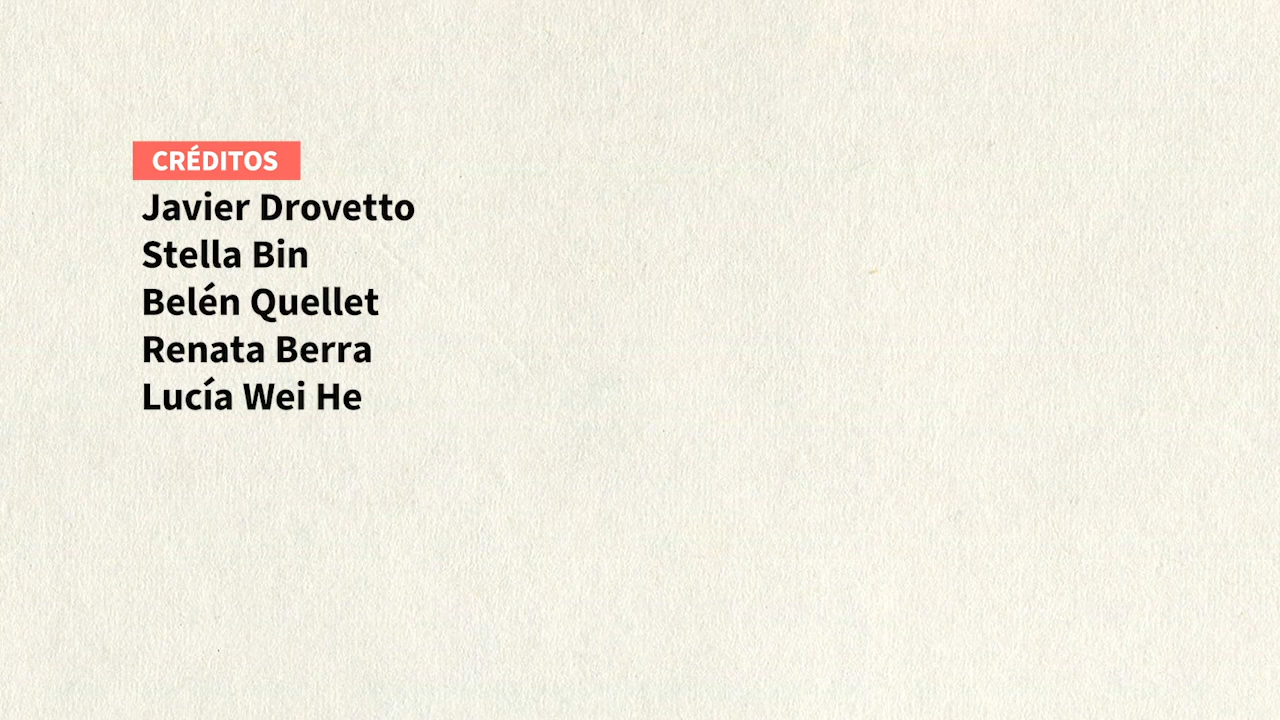 CRÉDITOS
Javier Drovetto
Stella Bin
Belén Quellet
Renata Berra
Lucía Wei He